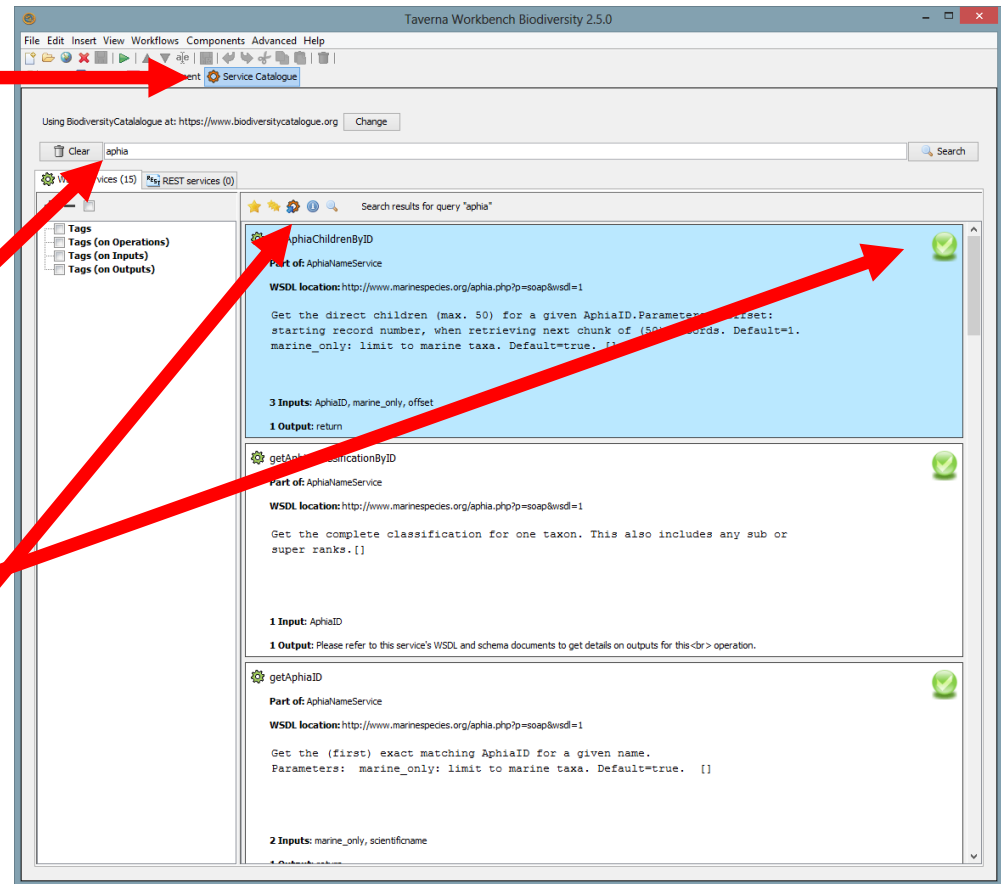 Taverna Workbench Biodiversity 2.5.0
File Edit Insert View Workflows Components Advanced Help
Service Catalogue
Using BiodiversityCatalalogue at: https://www.biodiversitycatalogue.org Change
Clear aphia Search
(15) REST services (0)
Search results for query "aphia"
Tags
Tags (on Operations)
Tags (on Inputs)
Tags (on Outputs)
AphiaChildrenByID
Part of: AphiaNameService
WSDL location: http://www.marinespecies.org/aphia.php?p=soap&wsdl=1
Get the direct children (max. 50) for a given AphiaID.
starting record number, when retrieving next chunk of Default=1.
marine_only: limit to marine taxa. Default=true.
3 Inputs: AphiaID, marine_only, offset
1 Output: return
Part of: AphiaNameService
WSDL location: http://www.marinespecies.org/aphia.php?p=soap&wsdl=1
Get the complete classification for one taxon. This also includes any sub or
super ranks.[]
1 Input: AphiaID
1 Output: Please refer to this service's WSDL and schema documents to get details on outputs for this<br> operation.
getAphiaID
Part of: AphiaNameService
WSDL location: http://www.marinespecies.org/aphia.php?p=soap&wsdl=1
Get the (first) exact matching AphiaID for a given name.
Parameters: marine_only: limit to marine taxa. Default=true. []
2 Inputs: marine_only, scientificname